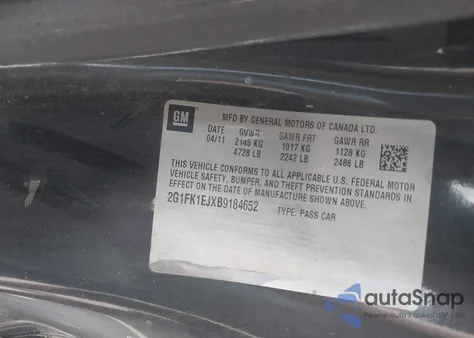 GM
MFD BY GENERAL MOTORS OF CANADA LTD.
DATE GVWR GAWR FRT GAWR RR
04/11 2145 KG 1017 KG 1128 KG
4728 LB 2242 LB 2486 LB
THIS VEHICLE CONFORMS TO ALL APPLICABLE U.S. FEDERAL MOTOR
VEHICLE SAFETY, BUMPER, AND THEFT PREVENTION STANDARDS IN
EFFECT ON THE DATE OF MANUFACTURE SHOWN ABOVE.
2G1FK1EJXB9184652
TYPE: PASS CAR
autoSnap